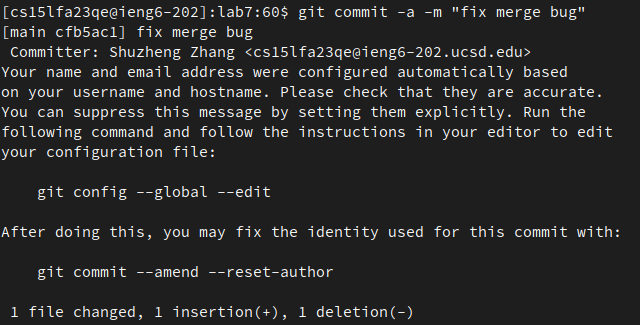 [cs15lfa23qe@ieng6-202]:lab7:60$ git commit -a -m "fix merge bug"
[main cfb5ac1] fix merge bug
 Committer: Shuzheng Zhang <cs15lfa23qe@ieng6-202.ucsd.edu>
Your name and email address were configured automatically based
on your username and hostname. Please check that they are accurate.
You can suppress this message by setting them explicitly. Run the
following command and follow the instructions in your editor to edit
your configuration file:

    git config --global --edit

After doing this, you may fix the identity used for this commit with:

    git commit --amend --reset-author

 1 file changed, 1 insertion(+), 1 deletion(-)